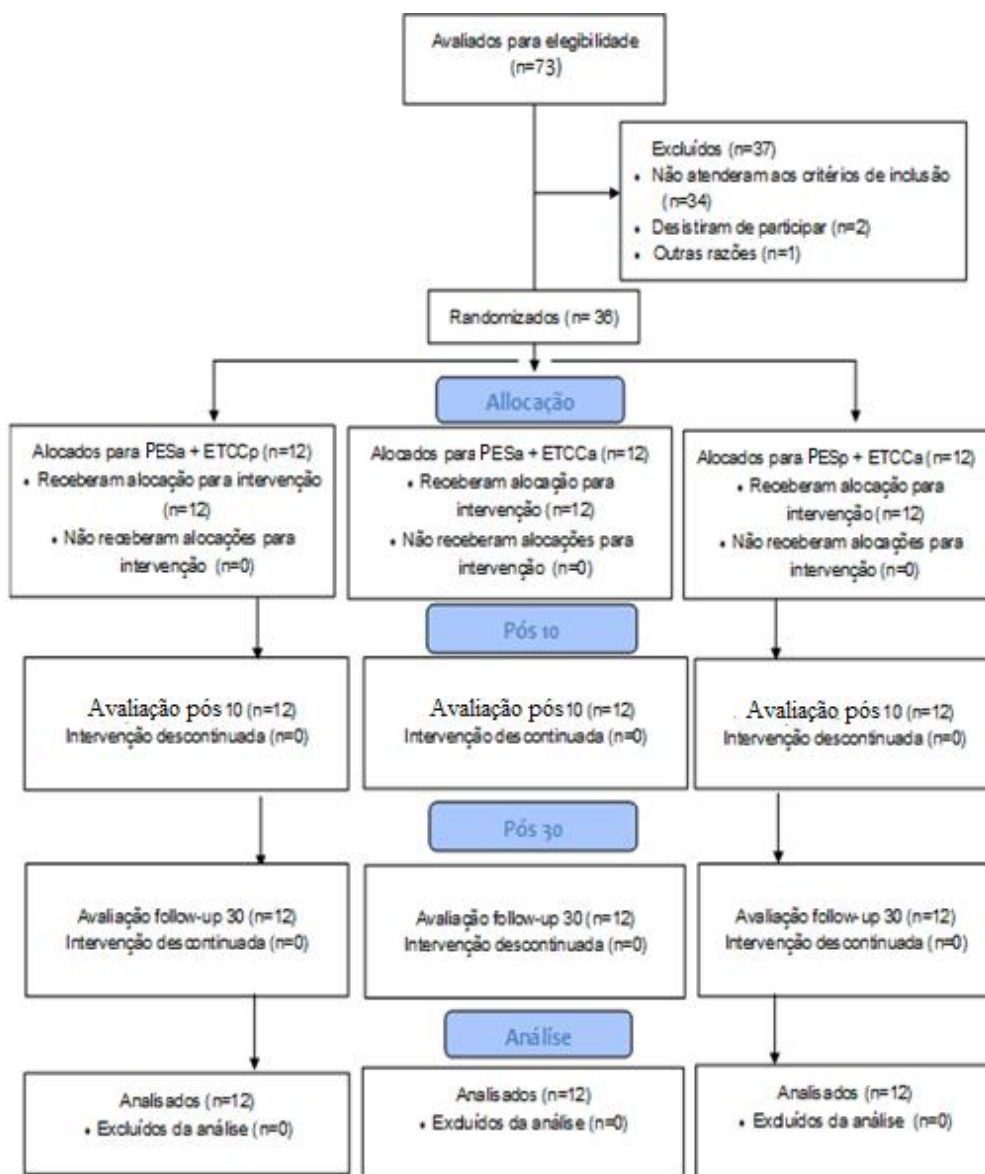 Avaliados para elegibilidade
(n=73)
Excluídos (n=37)
• Não atenderam aos critérios de inclusão
(n=34)
• Desistiram de participar (n=2)
• Outras razões (n=1)
Randomizados (n= 36)
Allocação
Alocados para PESa + ETCCp (n=12)
• Receberam alocação para intervenção
(n=12)
• Não receberam alocações para
intervenção (n=0)
Alocados para PESa + ETCCa (n=12)
• Receberam alocação para
intervenção (n=12)
• Não receberam alocações para
intervenção (n=0)
Alocados para PESp + ETCCa (n=12)
• Receberam alocação para
intervenção (n=12)
• Não receberam alocações para
intervenção (n=0)
Pós 10
Avaliação pós 10 (n=12)
Intervenção descontinuada (n=0)
Avaliação pós 10 (n=12)
Intervenção descontinuada (n=0)
. Avaliação pós 10 (n=12)
Intervenção descontinuada (n=0)
Pós 30
Avaliação follow-up 30 (n=12)
Intervenção descontinuada (n=0)
Avaliação follow-up 30 (n=12)
Intervenção descontinuada (n=0)
Avaliação follow-up 30 (n=12)
Intervenção descontinuada (n=0)
Análise
Analisados (n=12)
• Excluídos da análise (n=0)
Analisados (n=12)
• Excluídos da análise (n=0)
Analisados (n=12)
• Excluídos da análise (n=0)